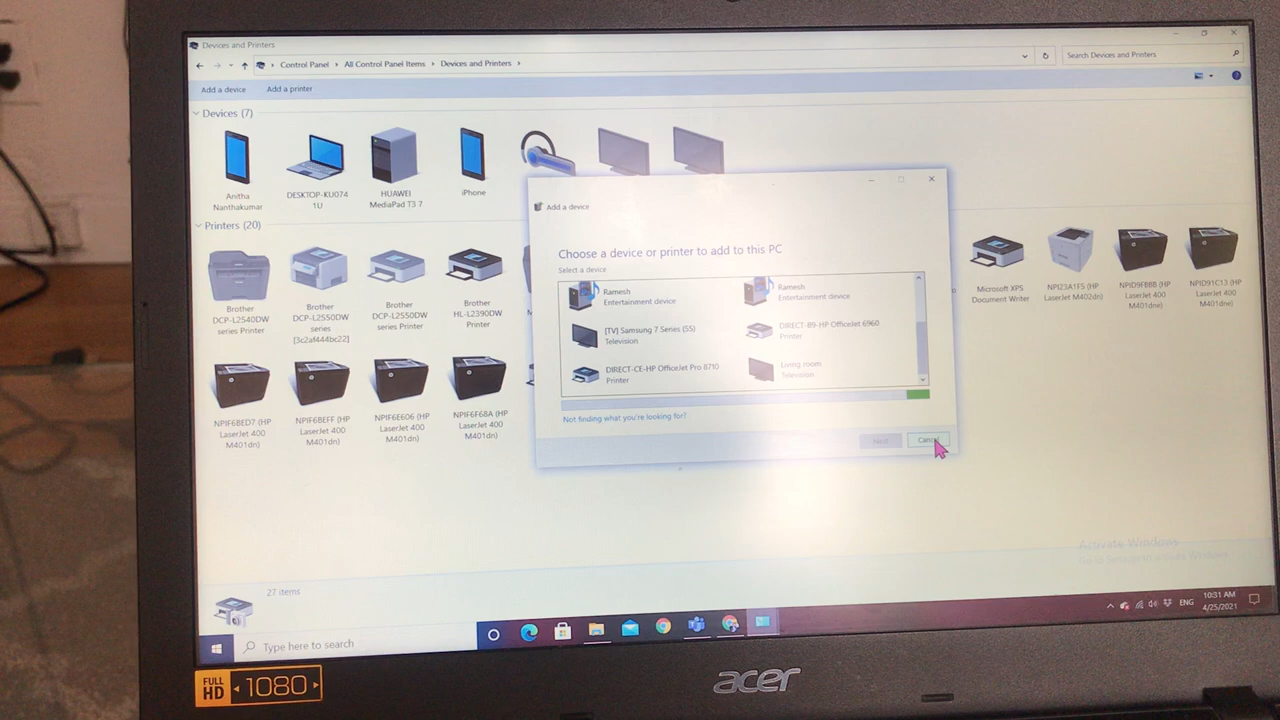 Devices and Printers
Control Panel › All Control Panel Items › Devices and Printers ›
Search Devices and Printers
Add a device Add a printer
Devices (7)
Anitha
Nanthakumar
DESKTOP-KU074
1U
HUAWEI
MediaPad T3 7
iPhone
Printers (20)
Brother
DCP-L2540DW
series Printer
Brother
DCP-L2550DW
series
[3c2af444bc22]
Brother
DCP-L2550DW
series Printer
Brother
HL-L2390DW
Printer
Microsoft XPS
Document Writer
NPI23A1F5 (HP
LaserJet M402dn)
NPID9FBBB (HP
LaserJet 400
M401dne)
NPID91C13 (HP
LaserJet 400
M401dne)
NPIF6BED7 (HP
LaserJet 400
M401dn)
NPIF6BEFF (HP
LaserJet 400
M401dn)
NPIF6E606 (HP
LaserJet 400
M401dn)
NPIF6F68A (HP
LaserJet 400
M401dn)
Add a device
Choose a device or printer to add to this PC
Select a device
Ramesh
Entertainment device
Ramesh
Entertainment device
[TV] Samsung 7 Series (55)
Television
DIRECT-B9-HP OfficeJet 6960
Printer
DIRECT-CE-HP OfficeJet Pro 8710
Printer
Living room
Television
Not finding what you're looking for?
Next Cancel
Activate Windows
Go to Settings to activate Windows.
27 items
Type here to search
ENG
10:31 AM
4/25/2021
FULL
HD
1080
acer